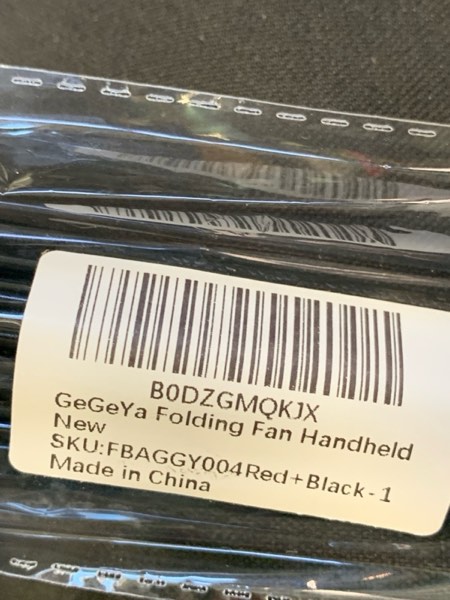 B0DZGMQKJX
GeGeYa Folding Fan Handheld
New
SKU:FBAGGY004Red+Black-1
Made in China